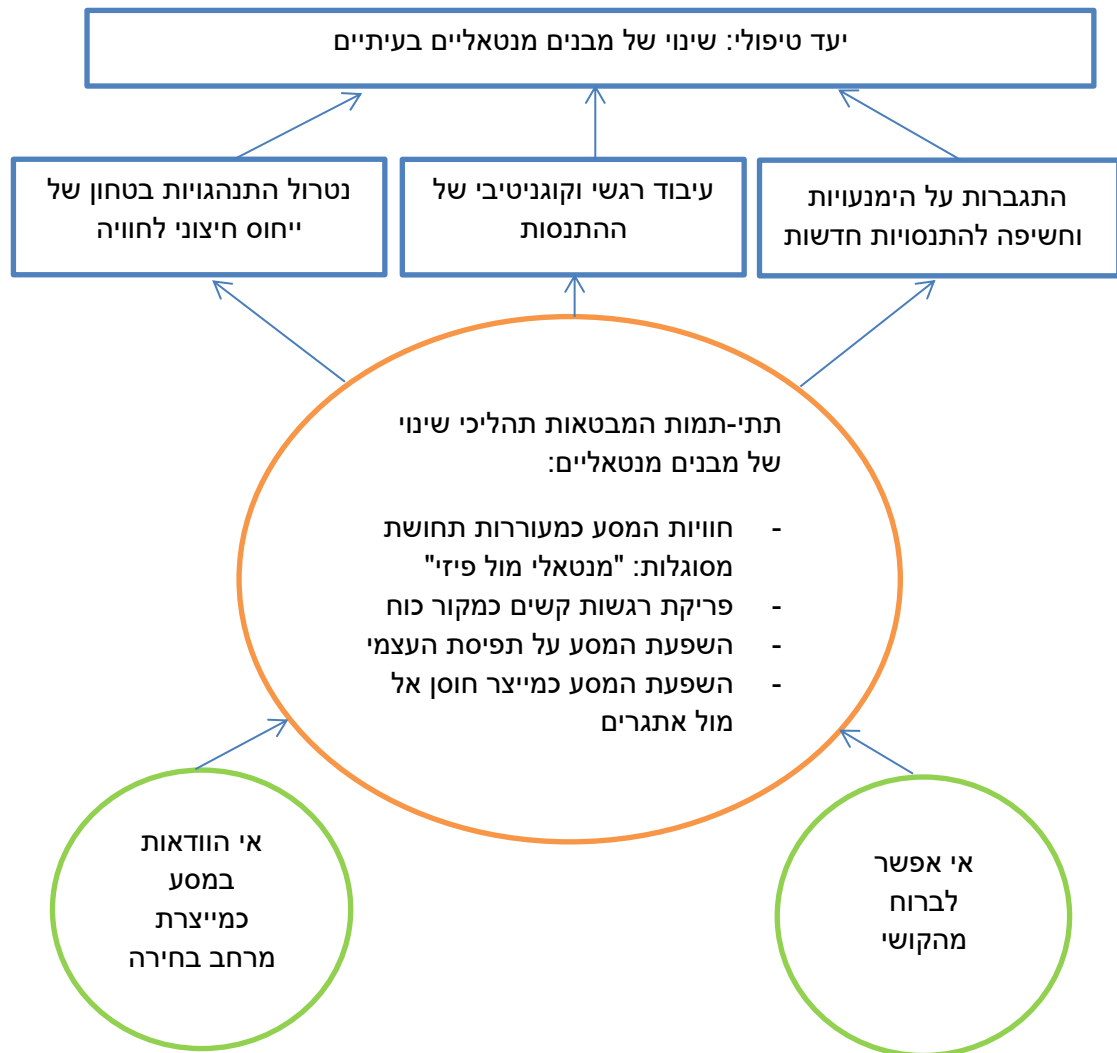 יעד טיפולי: שינוי של מבנים מנטאליים בעיתיים
התגברות על הימנעויות
וחשיפה להתנסויות חדשות
עיבוד רגשי וקוגניטיבי של
ההתנסות
נטרול התנהגויות בטחון של
ייחוס חיצוני לחוויה
תתי-תמות המבטאות תהליכי שינוי
של מבנים מנטאליים:
- חוויות המסע כמעוררות תחושת
מסוגלות: "מנטאלי מול פיזי"
- פריקת רגשות קשים כמקור כוח
- השפעת המסע על תפיסת העצמי
- השפעת המסע כמייצר חוסן אל
מול אתגרים
אי אפשר
לברוח
מהקושי
אי הוודאות
במסע
כמייצרת
מרחב בחירה